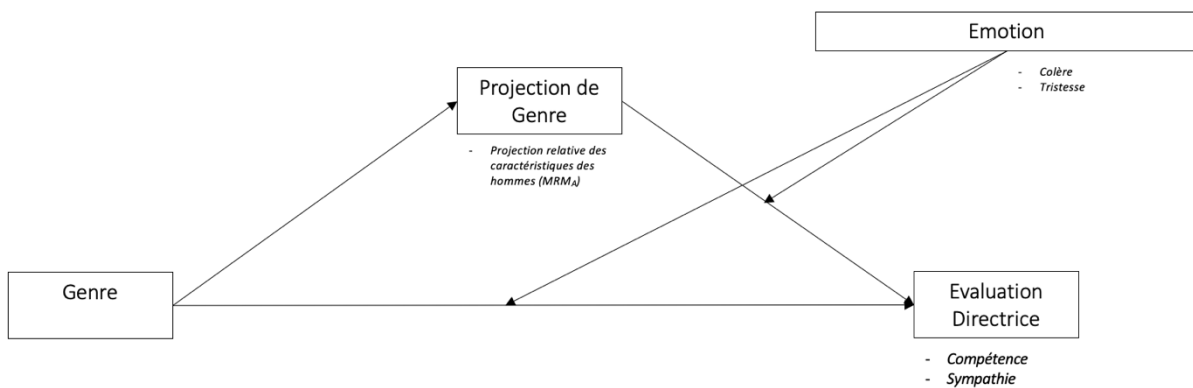 Emotion
- Colère
- Tristesse
Projection de
Genre
- Projection relative des
caractéristiques des
hommes (MRMA)
Genre
Evaluation
Directrice
- Compétence
- Sympathie